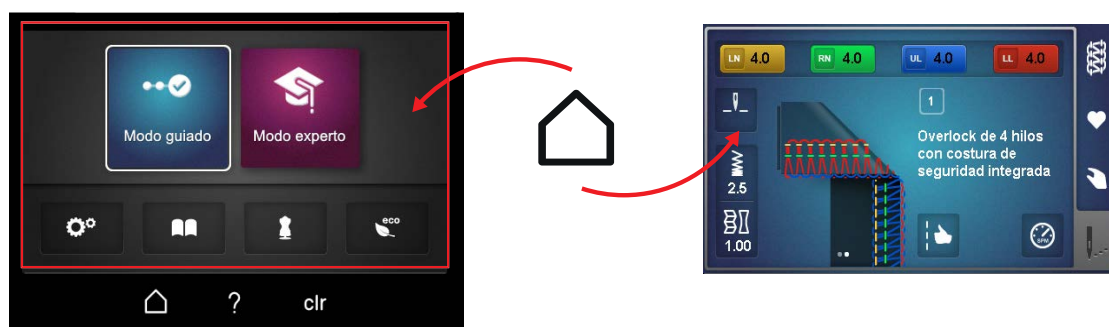 Modo guiado
Modo experto
eco
?
clr
LN 4.0
RN 4.0
UL 4.0
LL 4.0
1
Overlock de 4 hilos
con costura de
seguridad integrada
2.5
1.00
SPM